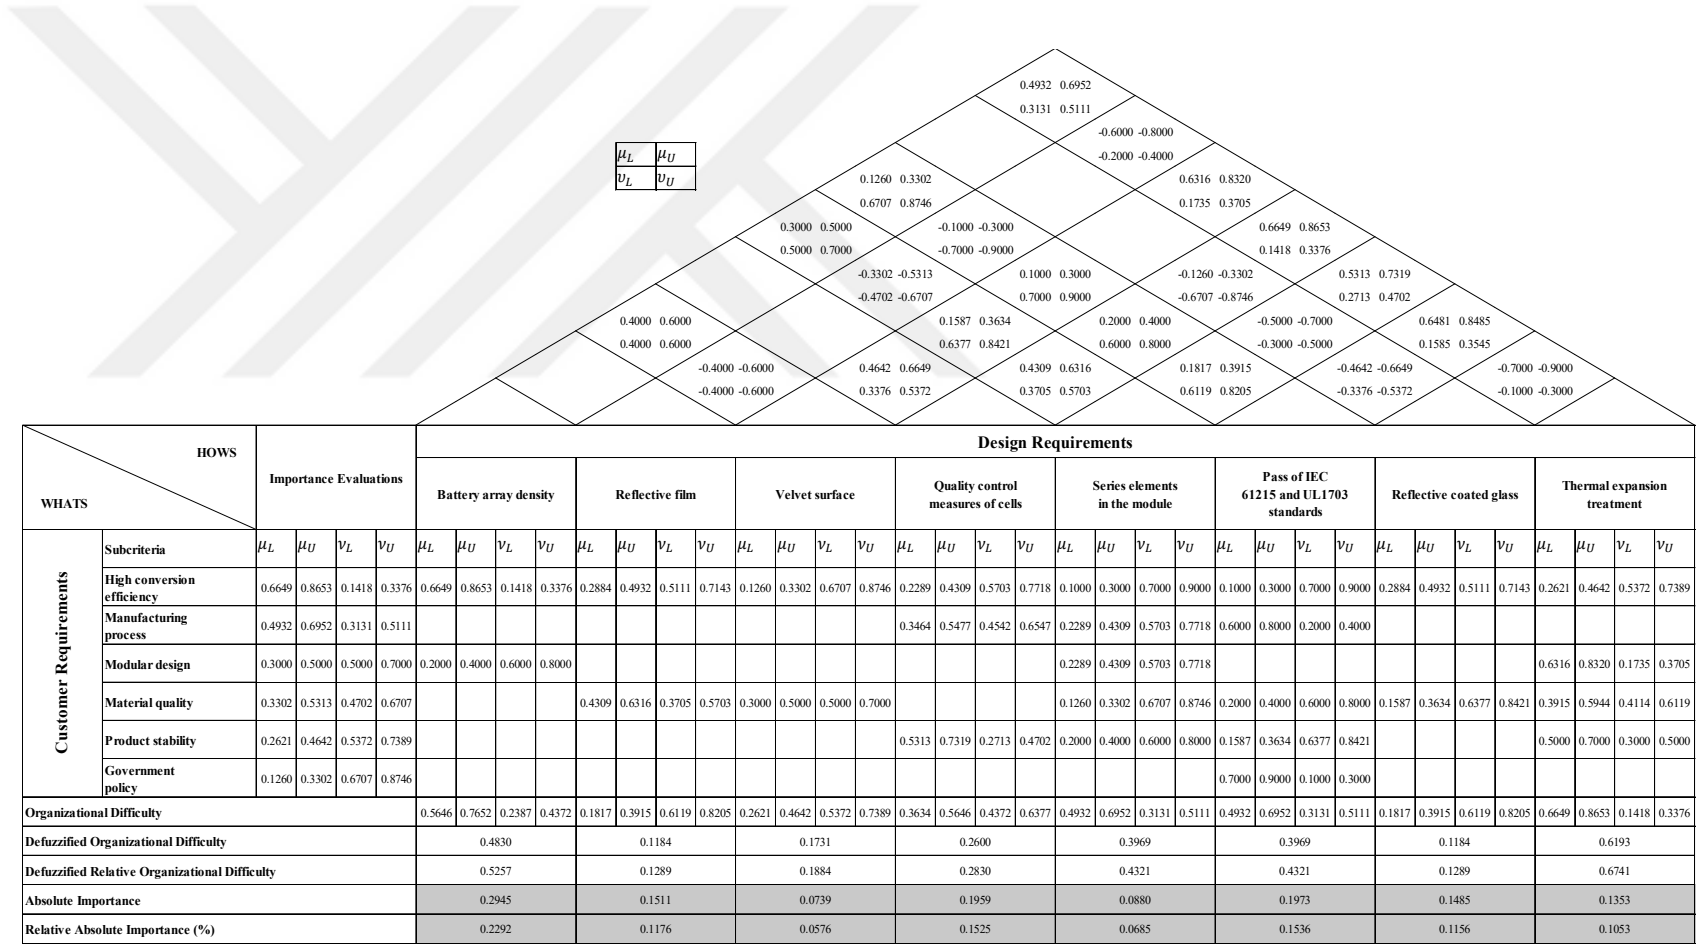 0.4932 0.6952
0.3131 0.5111
-0.6000 -0.8000
-0.2000 -0.4000
μL μU
υL υU
0.1260 0.3302 0.6316 0.8320
0.6707 0.8746 0.1735 0.3705
0.3000 0.5000 -0.1000 -0.3000 0.6649 0.8653
0.5000 0.7000 -0.7000 -0.9000 0.1418 0.3376
-0.3302 -0.5313 0.1000 0.3000 -0.1260 -0.3302 0.5313 0.7319
-0.4702 -0.6707 0.7000 0.9000 -0.6707 -0.8746 0.2713 0.4702
0.4000 0.6000 0.1587 0.3634 0.2000 0.4000 -0.5000 -0.7000 0.6481 0.8485
0.4000 0.6000 0.6377 0.8421 0.6000 0.8000 -0.3000 -0.5000 0.1585 0.3545
-0.4000 -0.6000 0.4642 0.6649 0.4309 0.6316 0.1817 0.3915 -0.4642 -0.6649 -0.7000 -0.9000
-0.4000 -0.6000 0.3376 0.5372 0.3705 0.5703 0.6119 0.8205 -0.3376 -0.5372 -0.1000 -0.3000
HOWS
WHATS
Importance Evaluations
Design Requirements
Battery array density
Reflective film
Velvet surface
Quality control
measures of cells
Series elements
in the module
Pass of IEC
61215 and UL1703
standards
Reflective coated glass
Thermal expansion
treatment
Customer Requirements
Subcriteria μL μU νL νU μL μU νL νU μL μU νL νU μL μU νL νU μL μU νL νU μL μU νL νU μL μU νL νU μL μU νL νU μL μU νL νU
High conversion
efficiency
0.6649 0.8653 0.1418 0.3376 0.6649 0.8653 0.1418 0.3376 0.2884 0.4932 0.5111 0.7143 0.1260 0.3302 0.6707 0.8746 0.2289 0.4309 0.5703 0.7718 0.1000 0.3000 0.7000 0.9000 0.1000 0.3000 0.7000 0.9000 0.2884 0.4932 0.5111 0.7143 0.2621 0.4642 0.5372 0.7389
Manufacturing
process
0.4932 0.6952 0.3131 0.5111 0.3464 0.5477 0.4542 0.6547 0.2289 0.4309 0.5703 0.7718 0.6000 0.8000 0.2000 0.4000
Modular design 0.3000 0.5000 0.5000 0.7000 0.2000 0.4000 0.6000 0.8000 0.2289 0.4309 0.5703 0.7718 0.6316 0.8320 0.1735 0.3705
Material quality 0.3302 0.5313 0.4702 0.6707 0.4309 0.6316 0.3705 0.5703 0.3000 0.5000 0.5000 0.7000 0.1260 0.3302 0.6707 0.8746 0.2000 0.4000 0.6000 0.8000 0.1587 0.3634 0.6377 0.8421 0.3915 0.5944 0.4114 0.6119
Product stability 0.2621 0.4642 0.5372 0.7389 0.5313 0.7319 0.2713 0.4702 0.2000 0.4000 0.6000 0.8000 0.1587 0.3634 0.6377 0.8421 0.5000 0.7000 0.3000 0.5000
Government
policy
0.1260 0.3302 0.6707 0.8746 0.7000 0.9000 0.1000 0.3000
Organizational Difficulty 0.5646 0.7652 0.2387 0.4372 0.1817 0.3915 0.6119 0.8205 0.2621 0.4642 0.5372 0.7389 0.3634 0.5646 0.4372 0.6377 0.4932 0.6952 0.3131 0.5111 0.4932 0.6952 0.3131 0.5111 0.1817 0.3915 0.6119 0.8205 0.6649 0.8653 0.1418 0.3376
Defuzzified Organizational Difficulty 0.4830 0.1184 0.1731 0.2600 0.3969 0.3969 0.1184 0.6193
Defuzzified Relative Organizational Difficulty 0.5257 0.1289 0.1884 0.2830 0.4321 0.4321 0.1289 0.6741
Absolute Importance 0.2945 0.1511 0.0739 0.1959 0.0880 0.1973 0.1485 0.1353
Relative Absolute Importance (%) 0.2292 0.1176 0.0576 0.1525 0.0685 0.1536 0.1156 0.1053